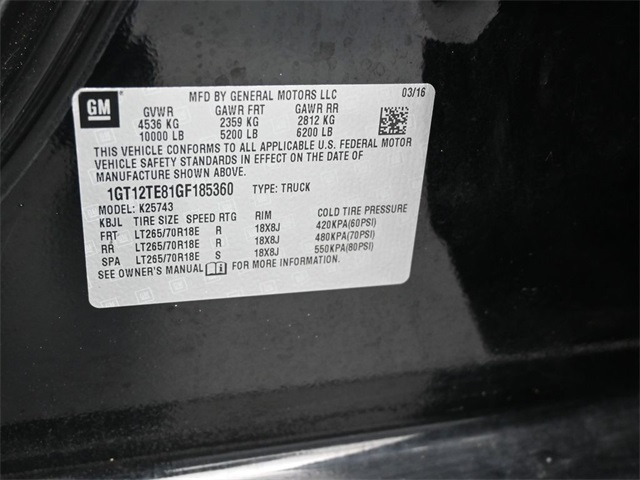 MFD BY GENERAL MOTORS LLC 03/16
GM
GVWR GAWR FRT GAWR RR
4536 KG 2359 KG 2812 KG
10000 LB 5200 LB 6200 LB
THIS VEHICLE CONFORMS TO ALL APPLICABLE U.S. FEDERAL MOTOR
VEHICLE SAFETY STANDARDS IN EFFECT ON THE DATE OF
MANUFACTURE SHOWN ABOVE.
1GT12TE81GF185360 TYPE: TRUCK
MODEL: K25743
KBJL TIRE SIZE SPEED RTG RIM COLD TIRE PRESSURE
FRT LT265/70R18E R 18X8J 420KPA(60PSI)
RR LT265/70R18E R 18X8J 480KPA(70PSI)
SPA LT265/70R18E S 18X8J 550KPA(80PSI)
SEE OWNER'S MANUAL FOR MORE INFORMATION.